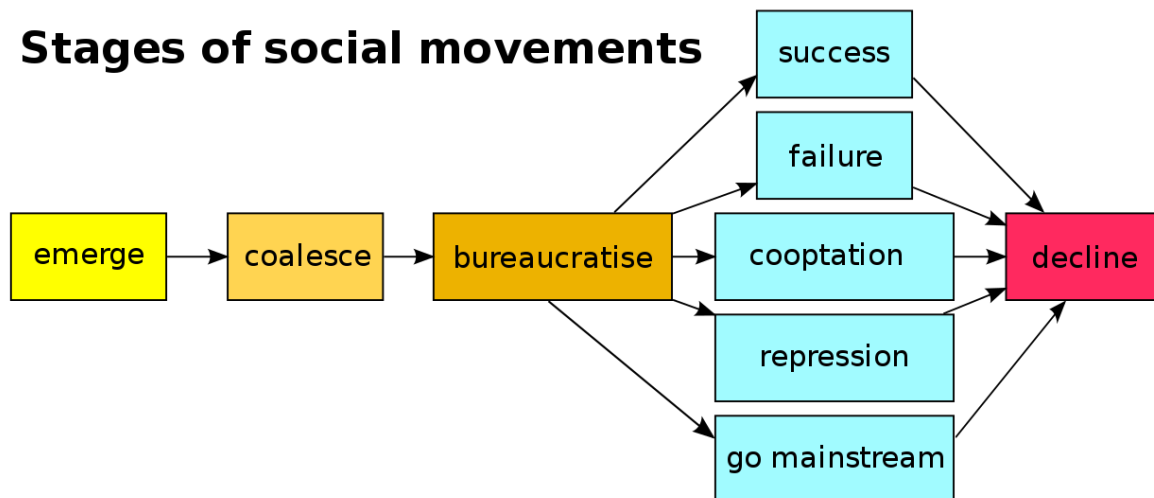 Stages of social movements
success
failure
emerge
coalesce
bureaucratise
cooptation
decline
repression
go mainstream